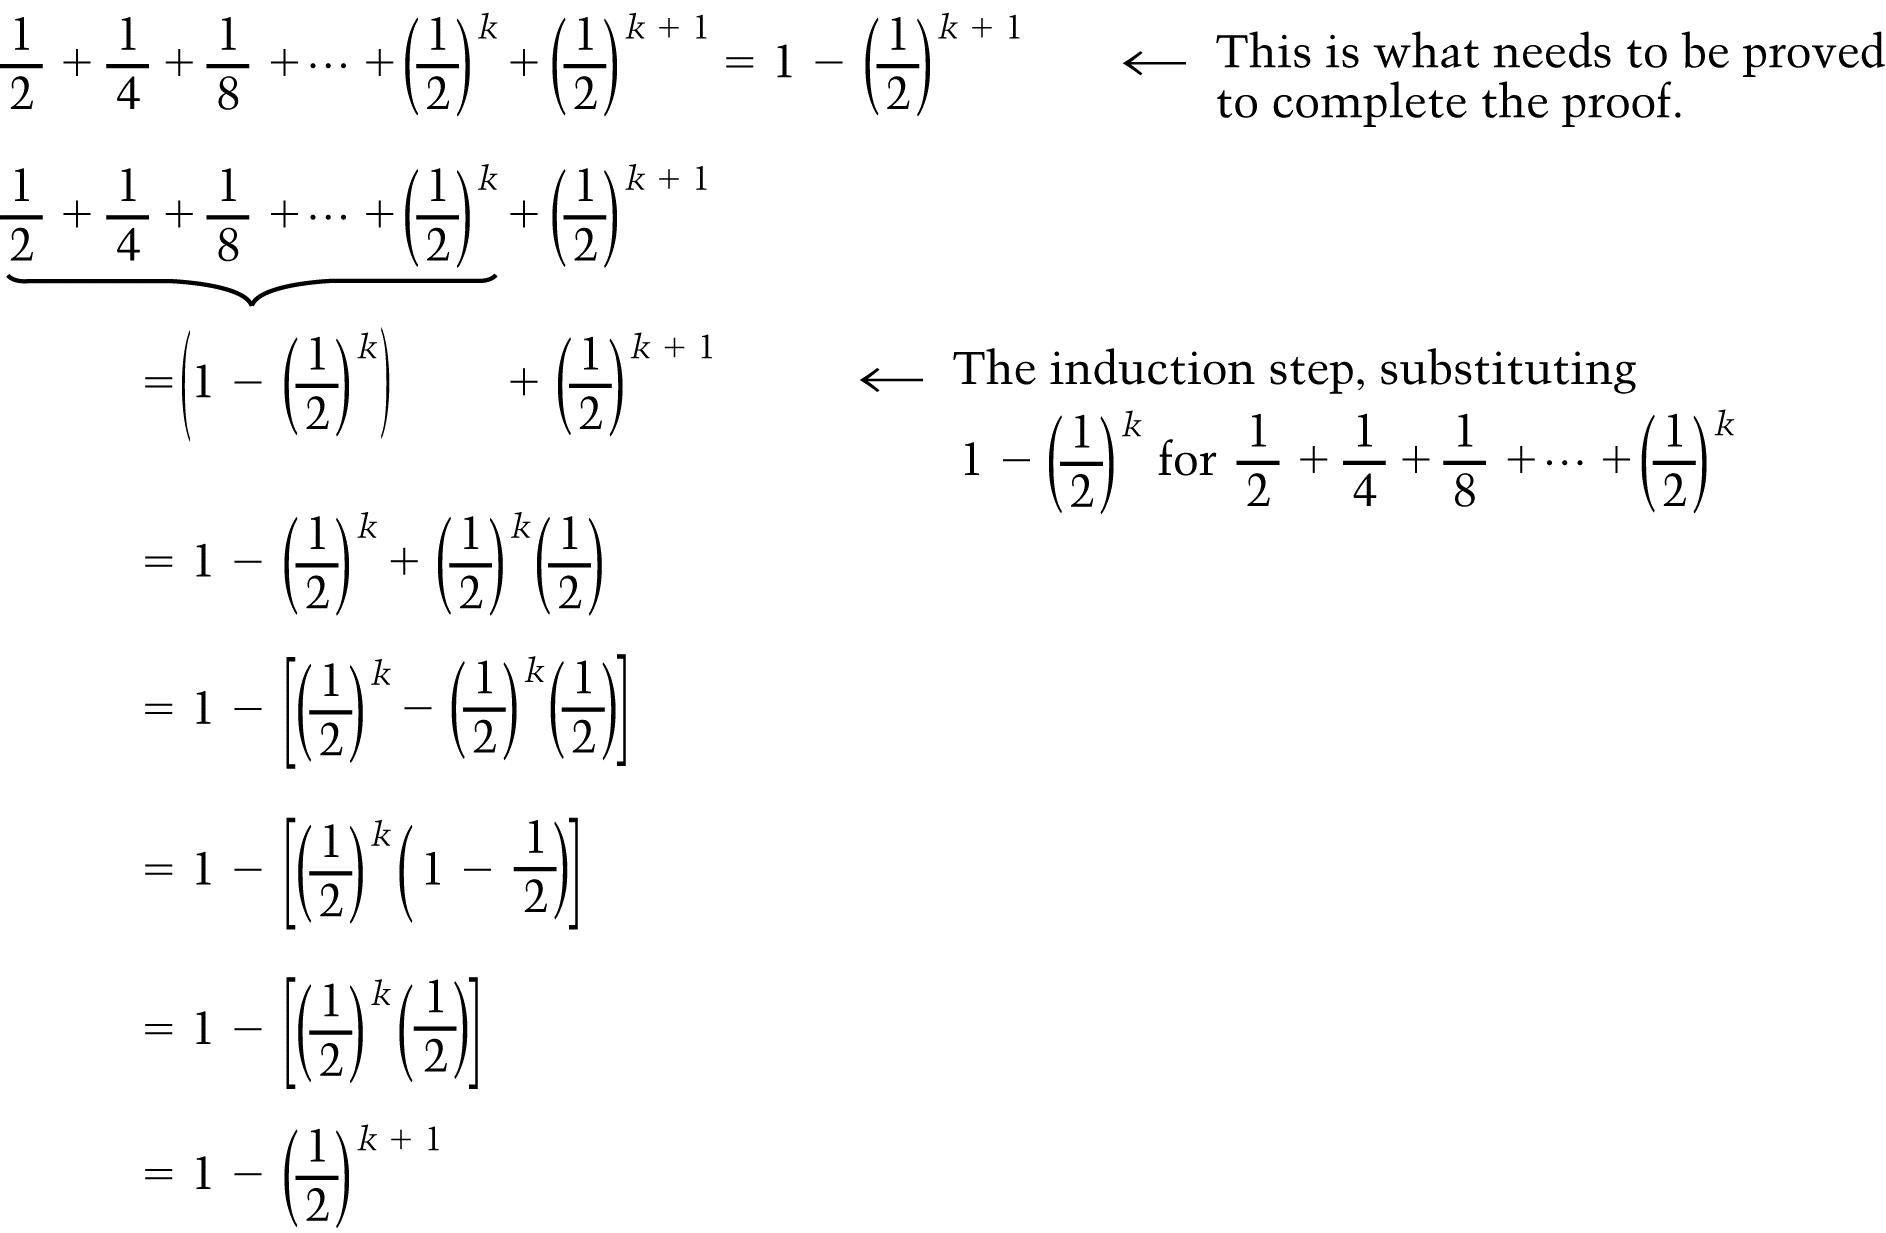 1/2 + 1/4 + 1/8 + ⋯ + (1/2)^k + (1/2)^(k + 1) = 1 − (1/2)^(k + 1) ⟵ This is what needs to be proved
to complete the proof.
1/2 + 1/4 + 1/8 + ⋯ + (1/2)^k + (1/2)^(k + 1)
= (1 − (1/2)^k) + (1/2)^(k + 1) ⟵ The induction step, substituting
1 − (1/2)^k for 1/2 + 1/4 + 1/8 + ⋯ + (1/2)^k
= 1 − (1/2)^k + (1/2)^k (1/2)
= 1 − [(1/2)^k − (1/2)^k (1/2)]
= 1 − [(1/2)^k (1 − 1/2)]
= 1 − [(1/2)^k (1/2)]
= 1 − (1/2)^(k + 1)